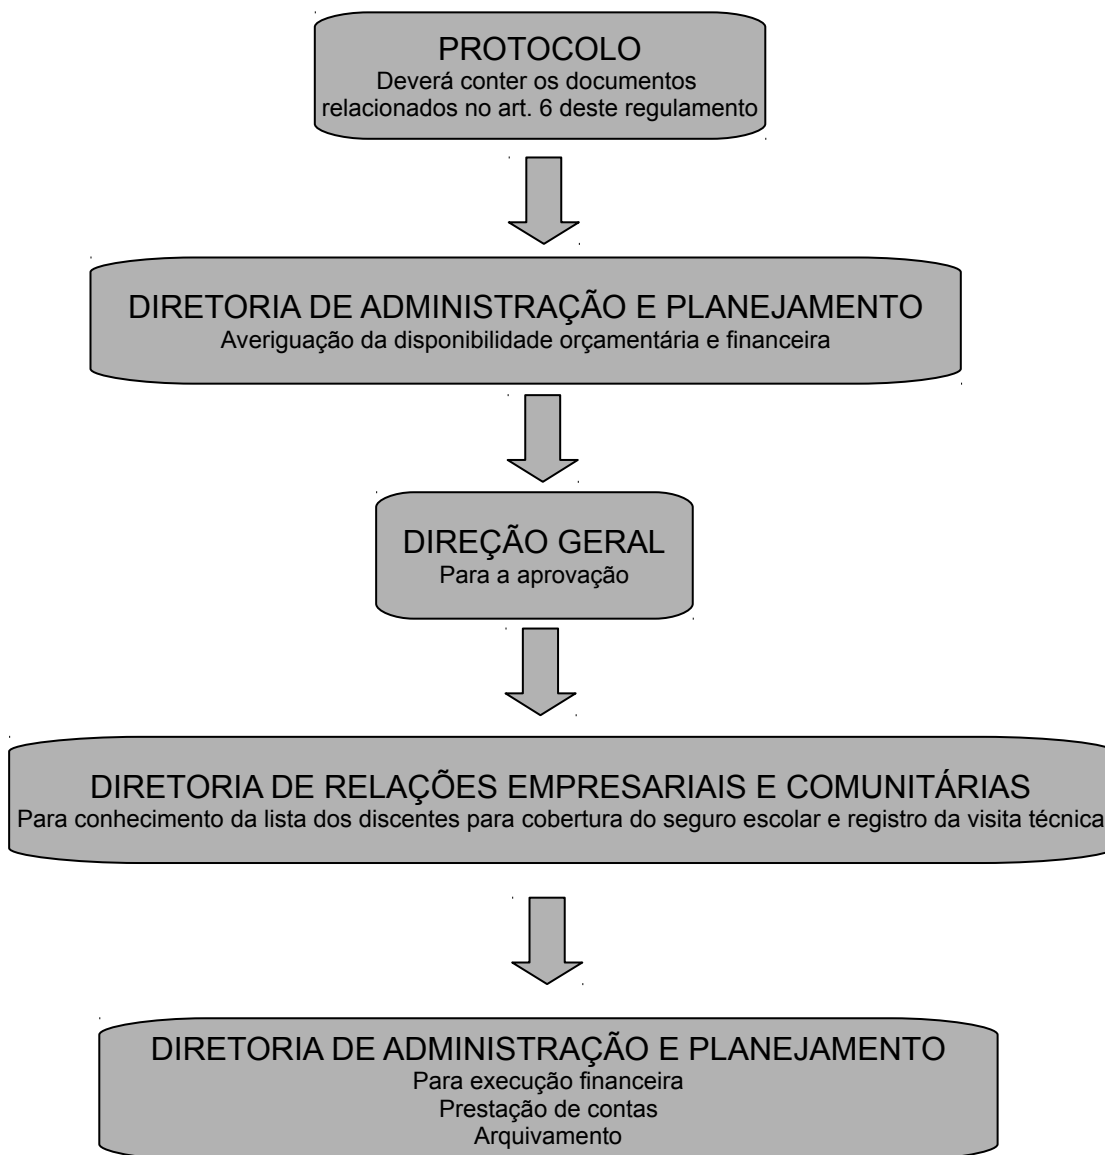 PROTOCOLO
Deverá conter os documentos
relacionados no art. 6 deste regulamento
DIRETORIA DE ADMINISTRAÇÃO E PLANEJAMENTO
Averiguação da disponibilidade orçamentária e financeira
DIREÇÃO GERAL
Para a aprovação
DIRETORIA DE RELAÇÕES EMPRESARIAIS E COMUNITÁRIAS
Para conhecimento da lista dos discentes para cobertura do seguro escolar e registro da visita técnica
DIRETORIA DE ADMINISTRAÇÃO E PLANEJAMENTO
Para execução financeira
Prestação de contas
Arquivamento